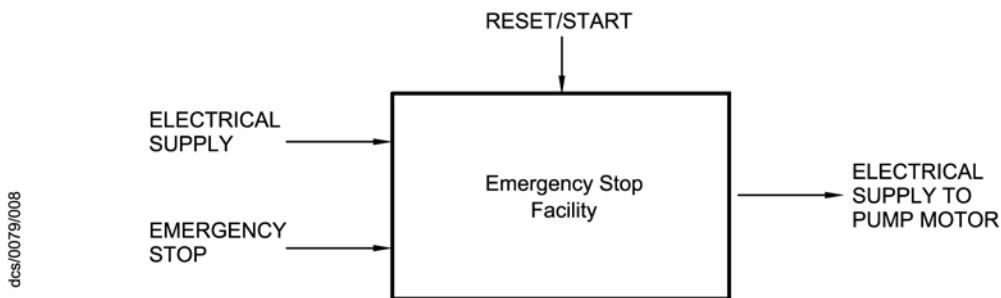 RESET/START
ELECTRICAL
SUPPLY
Emergency Stop
Facility
ELECTRICAL
SUPPLY TO
PUMP MOTOR
EMERGENCY
STOP
dcs/0079/008